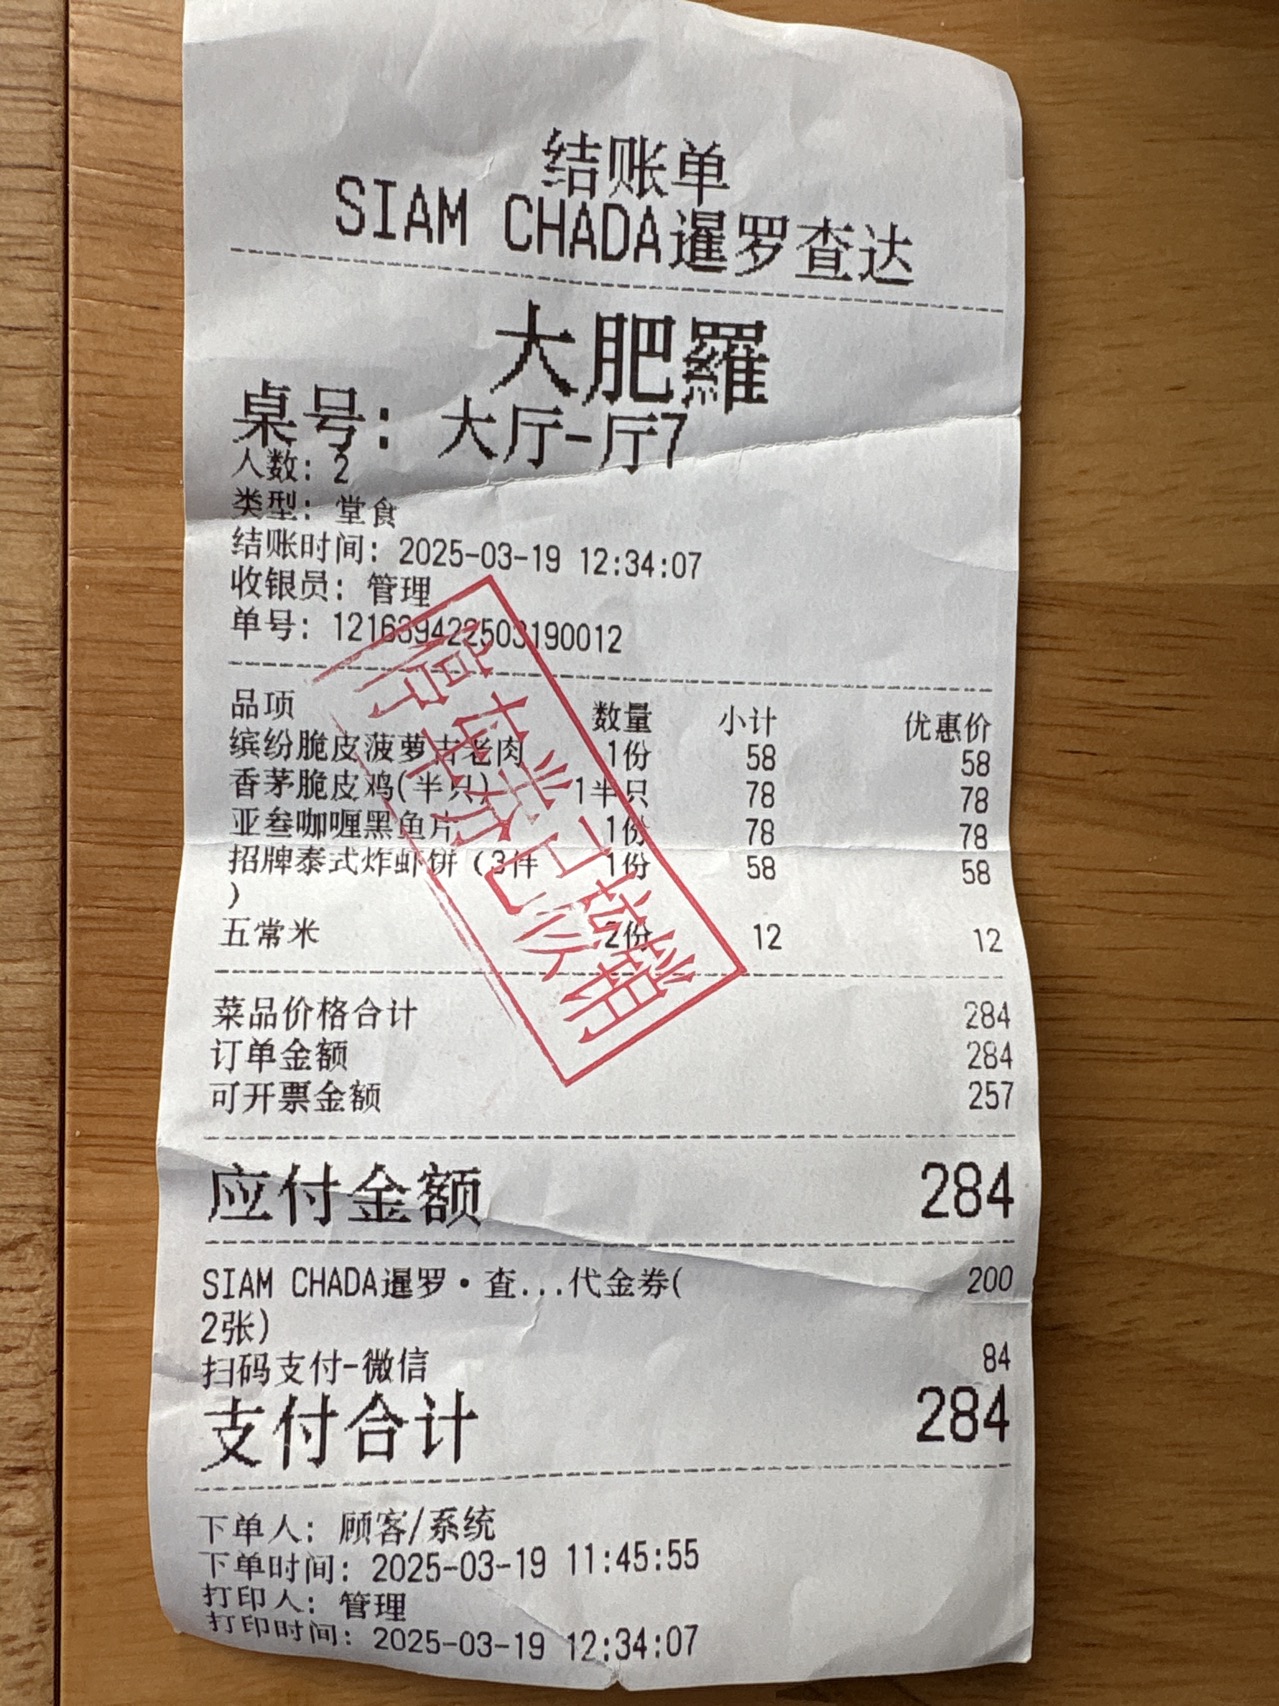 结账单
SIAM CHADA暹罗查达
大肥羅
桌号：大厅-厅7
人数：2
类型：堂食
结账时间：2025-03-19 12:34:07
收银员：管理
单号：121639422503190012
品项 数量 小计 优惠价
缤纷脆皮菠萝古老肉 1份 58 58
香茅脆皮鸡(半只) 1半只 78 78
亚叁咖喱黑鱼片 1份 78 78
招牌泰式炸虾饼（3件 1份 58 58
）
五常米 2份 12 12
停车券已核销
菜品价格合计 284
订单金额 284
可开票金额 257
应付金额 284
SIAM CHADA暹罗·查...代金券( 200
2张)
扫码支付-微信 84
支付合计 284
下单人：顾客/系统
下单时间：2025-03-19 11:45:55
打印人：管理
打印时间：2025-03-19 12:34:07